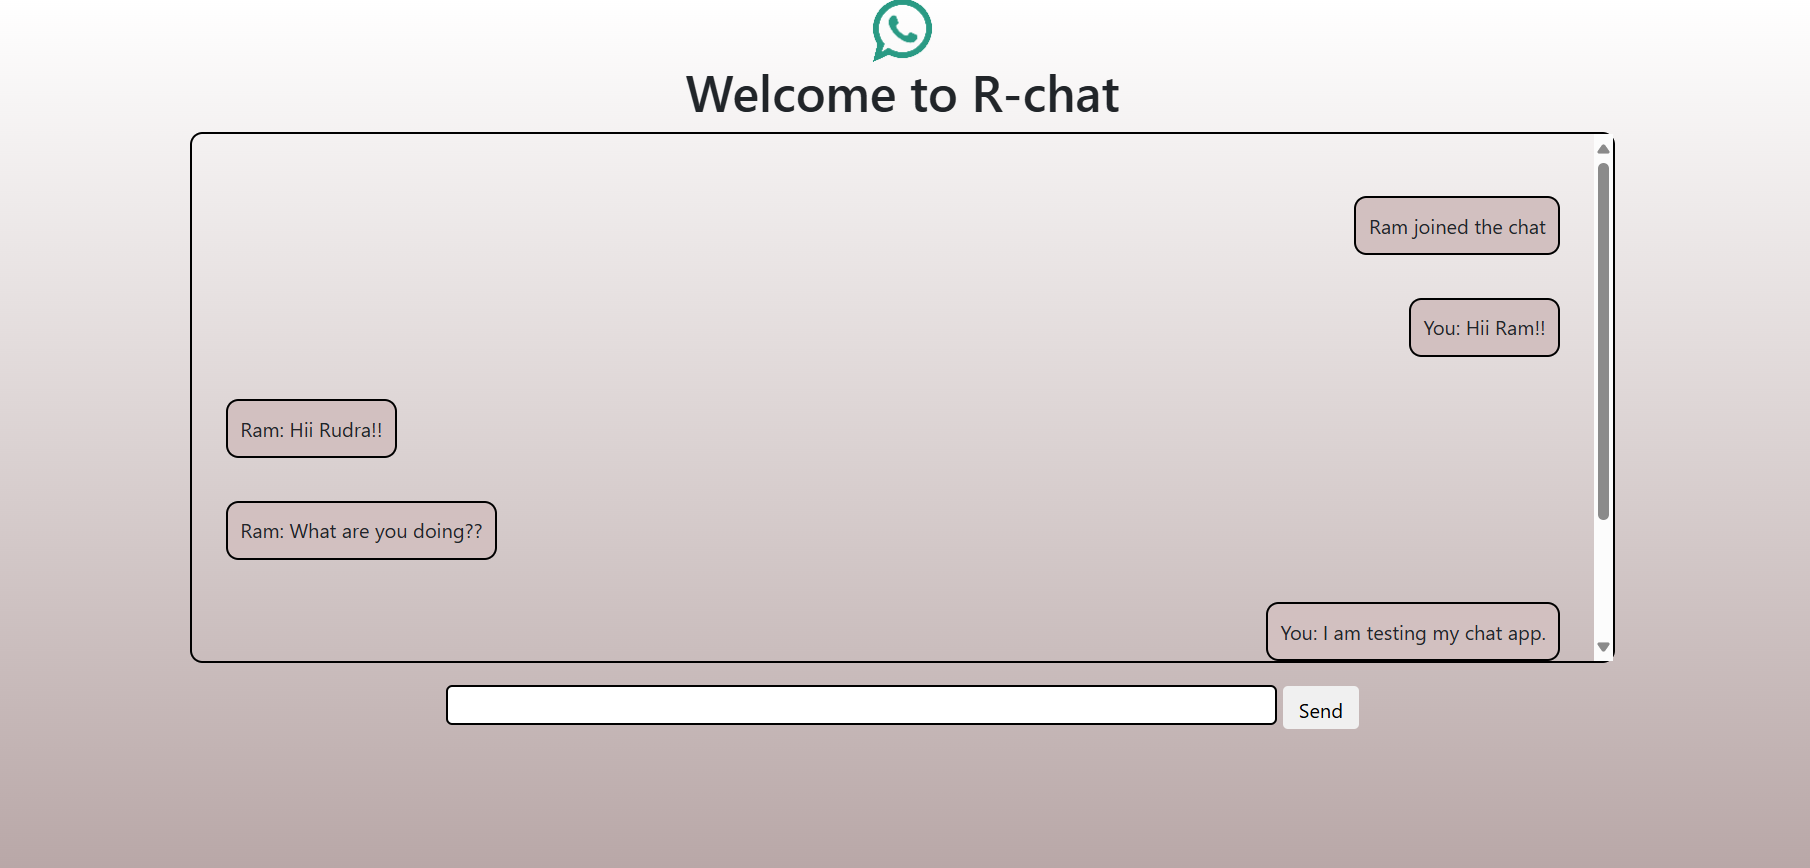 Welcome to R-chat
Ram joined the chat
You: Hii Ram!!
Ram: Hii Rudra!!
Ram: What are you doing??
You: I am testing my chat app.
Send